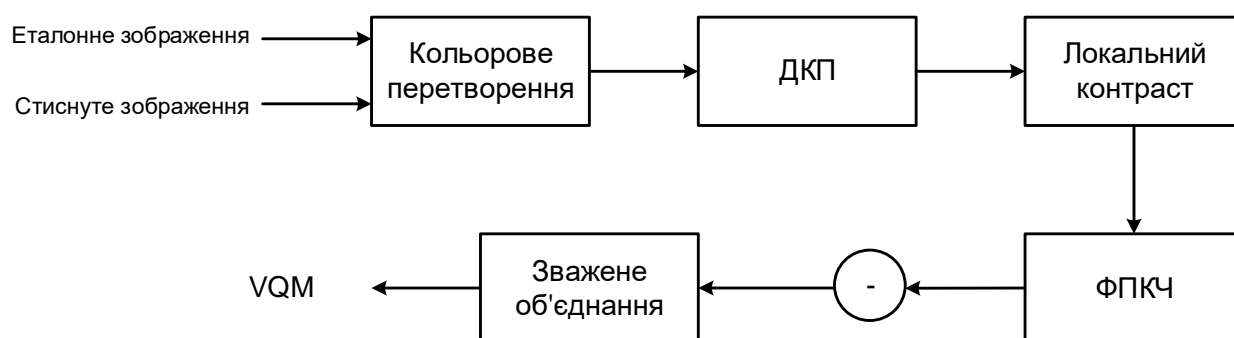 Еталонне зображення
Стиснуте зображення
Кольорове
перетворення
ДКП
Локальний
контраст
VQM
Зважене
об'єднання
-
ФПКЧ